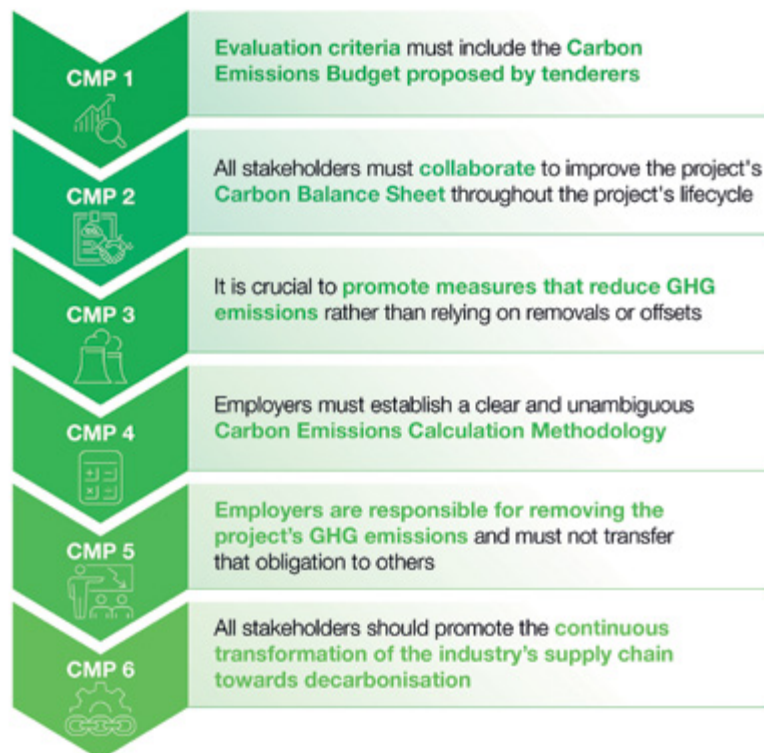 CMP 1
Evaluation criteria must include the Carbon
Emissions Budget proposed by tenderers
CMP 2
All stakeholders must collaborate to improve the project's
Carbon Balance Sheet throughout the project's lifecycle
CMP 3
It is crucial to promote measures that reduce GHG
emissions rather than relying on removals or offsets
CMP 4
Employers must establish a clear and unambiguous
Carbon Emissions Calculation Methodology
CMP 5
Employers are responsible for removing the
project's GHG emissions and must not transfer
that obligation to others
CMP 6
All stakeholders should promote the continuous
transformation of the industry's supply chain
towards decarbonisation